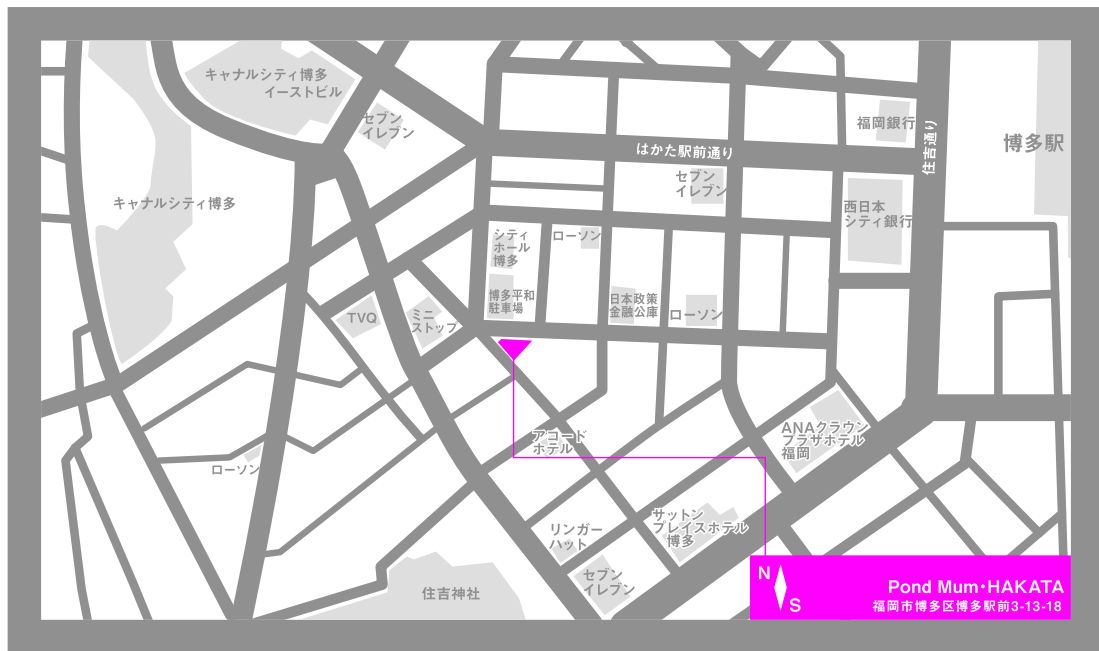 キャナルシティ博多
イーストビル
セブン
イレブン
福岡銀行
住吉通り
博多駅
はかた駅前通り
セブン
イレブン
キャナルシティ博多
西日本
シティ銀行
シティ
ホール
博多
ローソン
博多平和
駐車場
日本政策
金融公庫
ローソン
TVQ
ミニ
ストップ
アコード
ホテル
ANAクラウン
プラザホテル
福岡
ローソン
サットン
プレイスホテル
博多
リンガー
ハット
セブン
イレブン
住吉神社
N
S
Pond Mum・HAKATA
福岡市博多区博多駅前3-13-18